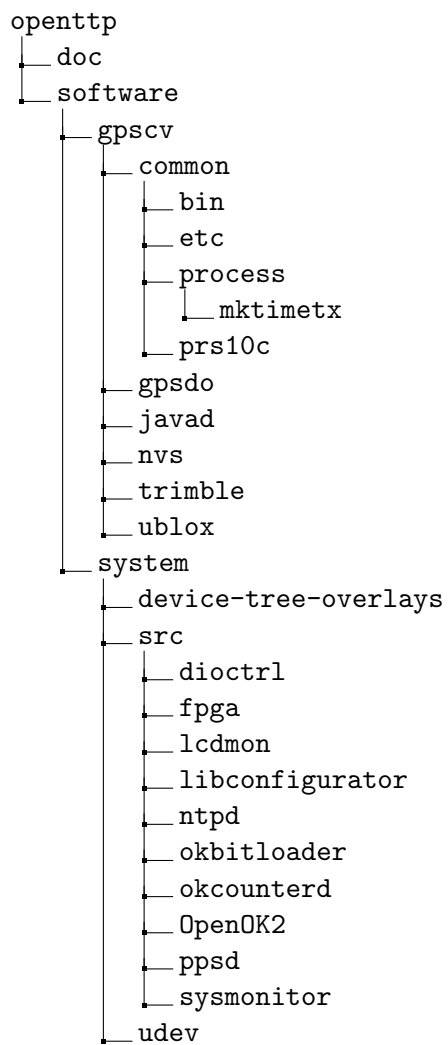 openttp
doc
software
gpscv
common
bin
etc
process
mktimetx
prs10c
gpsdo
javad
nvs
trimble
ublox
system
device-tree-overlays
src
dioctrl
fpga
lcdmon
libconfigurator
ntpd
okbitloader
okcounterd
OpenOK2
ppsd
sysmonitor
udev